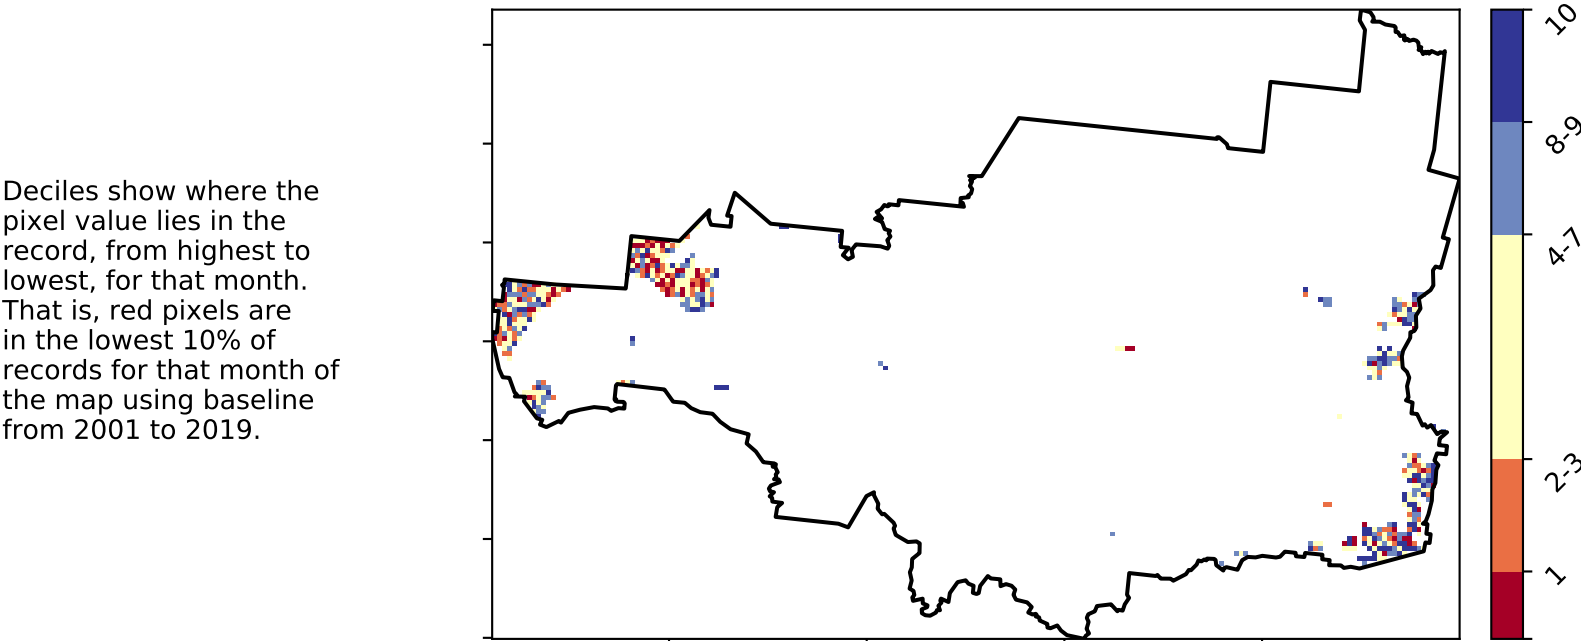 Deciles show where the
pixel value lies in the
record, from highest to
lowest, for that month.
That is, red pixels are
in the lowest 10% of
records for that month of
the map using baseline
from 2001 to 2019.
10
8-9
4-7
2-3
1